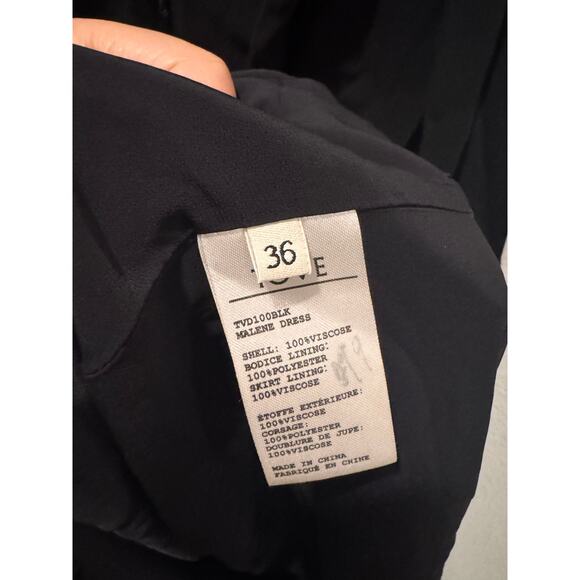 36
TOVE
TVD100BLK
MALENE DRESS
SHELL: 100%VISCOSE
BODICE LINING:
100%POLYESTER
SKIRT LINING:
100%VISCOSE
ÉTOFFE EXTÉRIEURE:
100%VISCOSE
CORSAGE:
100%POLYESTER
DOUBLURE DE JUPE:
100%VISCOSE
MADE IN CHINA
FABRIQUÉ EN CHINE